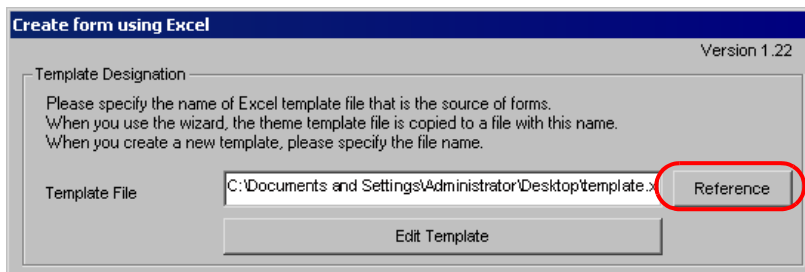 Create form using Excel
Version 1.22
Template Designation
Please specify the name of Excel template file that is the source of forms.
When you use the wizard, the theme template file is copied to a file with this name.
When you create a new template, please specify the file name.
Template File C:\Documents and Settings\Administrator\Desktop\template.x Reference
Edit Template